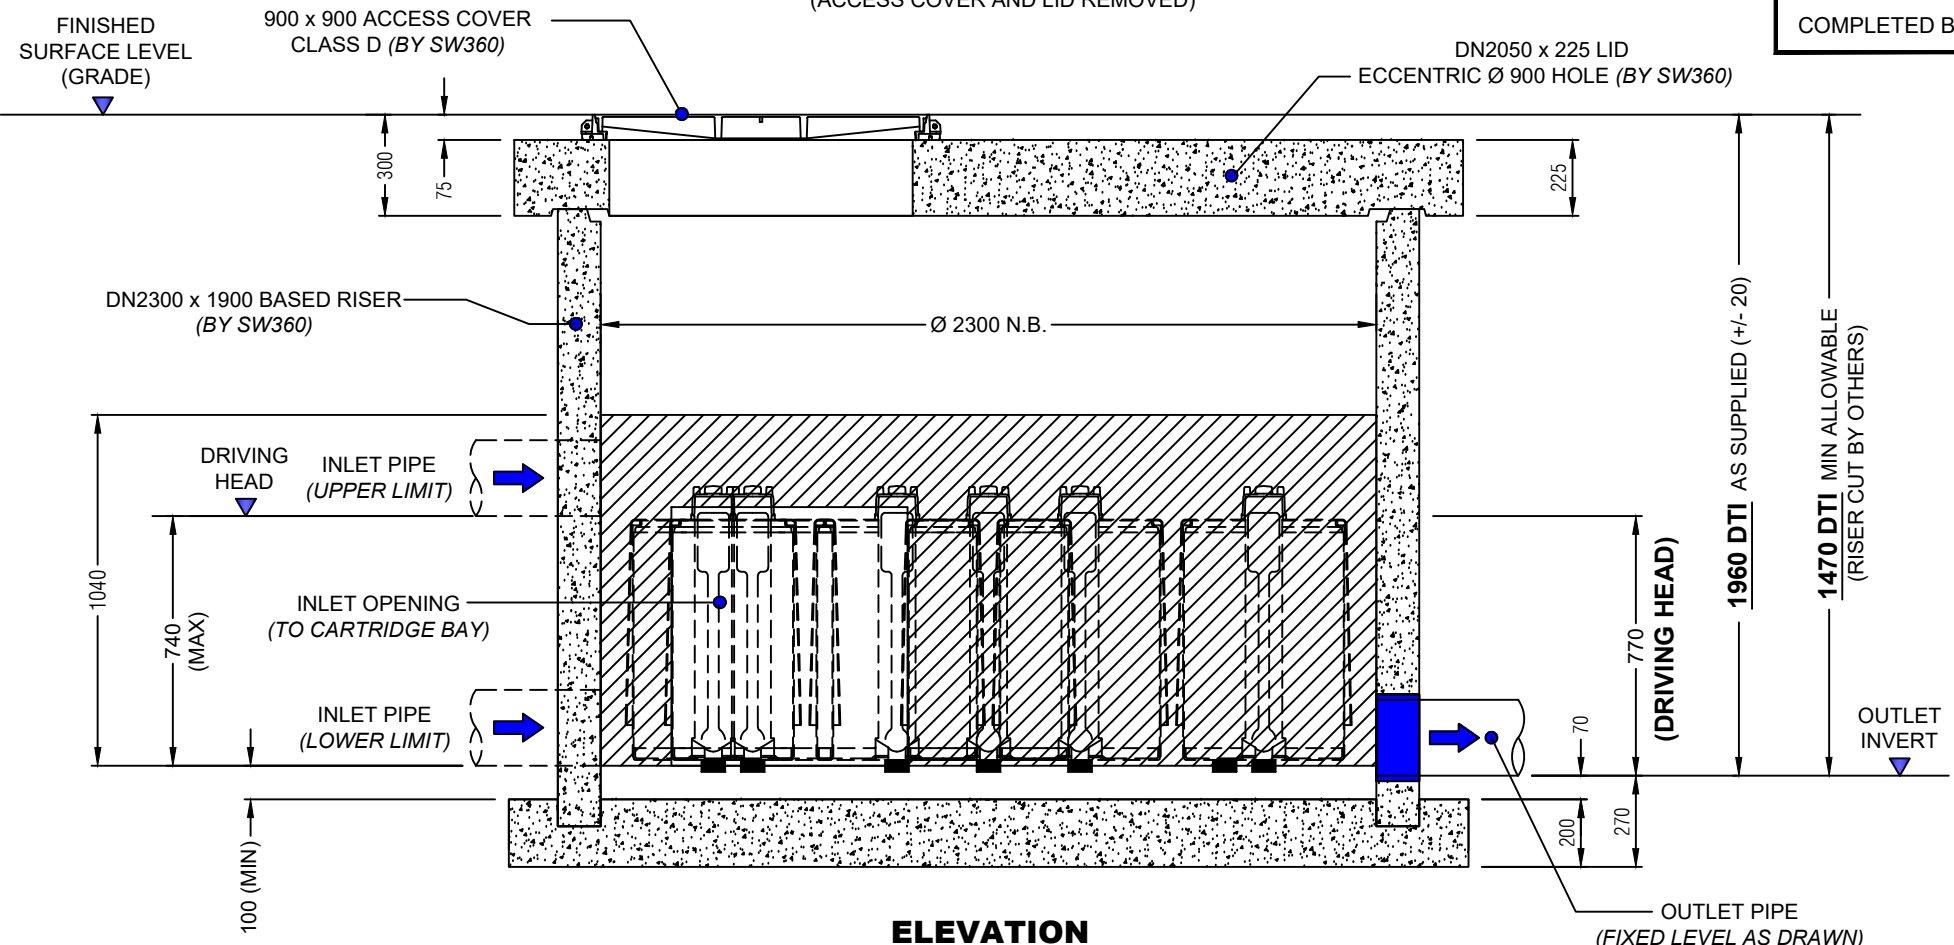 (ACCESS COVER AND LID REMOVED)
COMPLETED B
FINISHED
SURFACE LEVEL
(GRADE)
900 x 900 ACCESS COVER
CLASS D (BY SW360)
DN2050 x 225 LID
ECCENTRIC Ø 900 HOLE (BY SW360)
300
75
225
DN2300 x 1900 BASED RISER
(BY SW360)
Ø 2300 N.B.
1960 DTI AS SUPPLIED (+/- 20)
1470 DTI MIN ALLOWABLE
(RISER CUT BY OTHERS)
DRIVING
HEAD
INLET PIPE
(UPPER LIMIT)
1040
740
(MAX)
INLET OPENING
(TO CARTRIDGE BAY)
770
(DRIVING HEAD)
INLET PIPE
(LOWER LIMIT)
70
OUTLET
INVERT
100 (MIN)
200
270
OUTLET PIPE
(FIXED LEVEL AS DRAWN)
ELEVATION